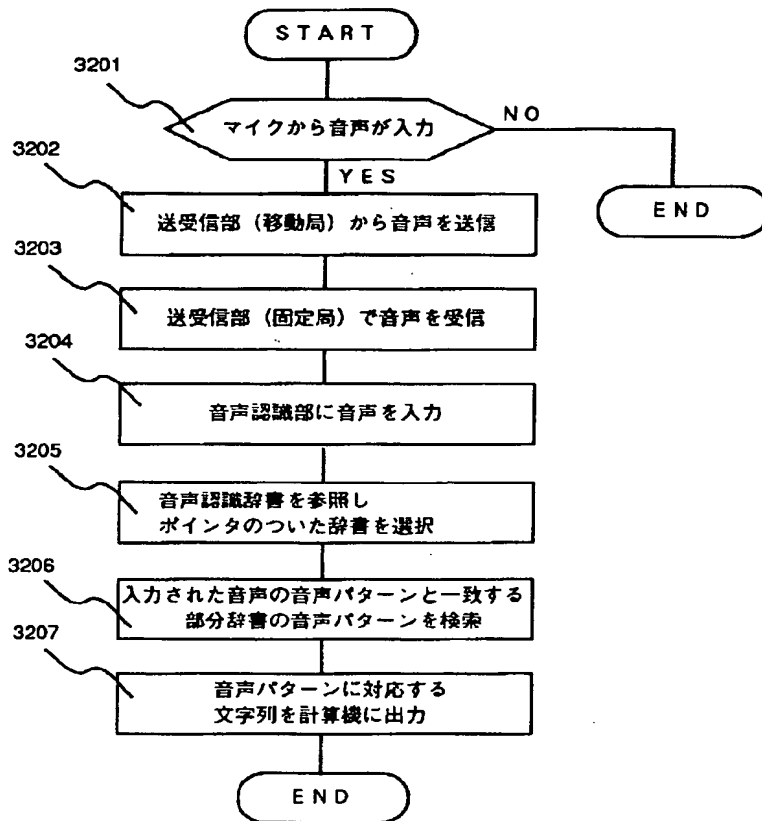 START
3201
マイクから音声が入力
NO
3202
YES
END
送受信部（移動局）から音声を送信
3203
送受信部（固定局）で音声を受信
3204
音声認識部に音声を入力
3205
音声認識辞書を参照し
ポインタのついた辞書を選択
3206
入力された音声の音声パターンと一致する
部分辞書の音声パターンを検索
3207
音声パターンに対応する
文字列を計算機に出力
END